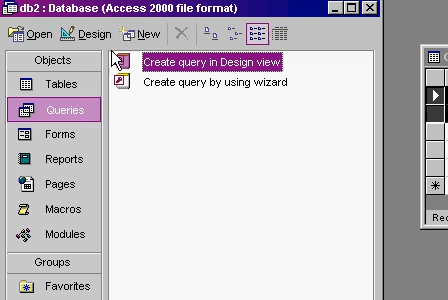 db2 : Database (Access 2000 file format)
Open Design New
Objects
Tables
Queries
Forms
Reports
Pages
Macros
Modules
Groups
Favorites
Create query in Design view
Create query by using wizard
Rec